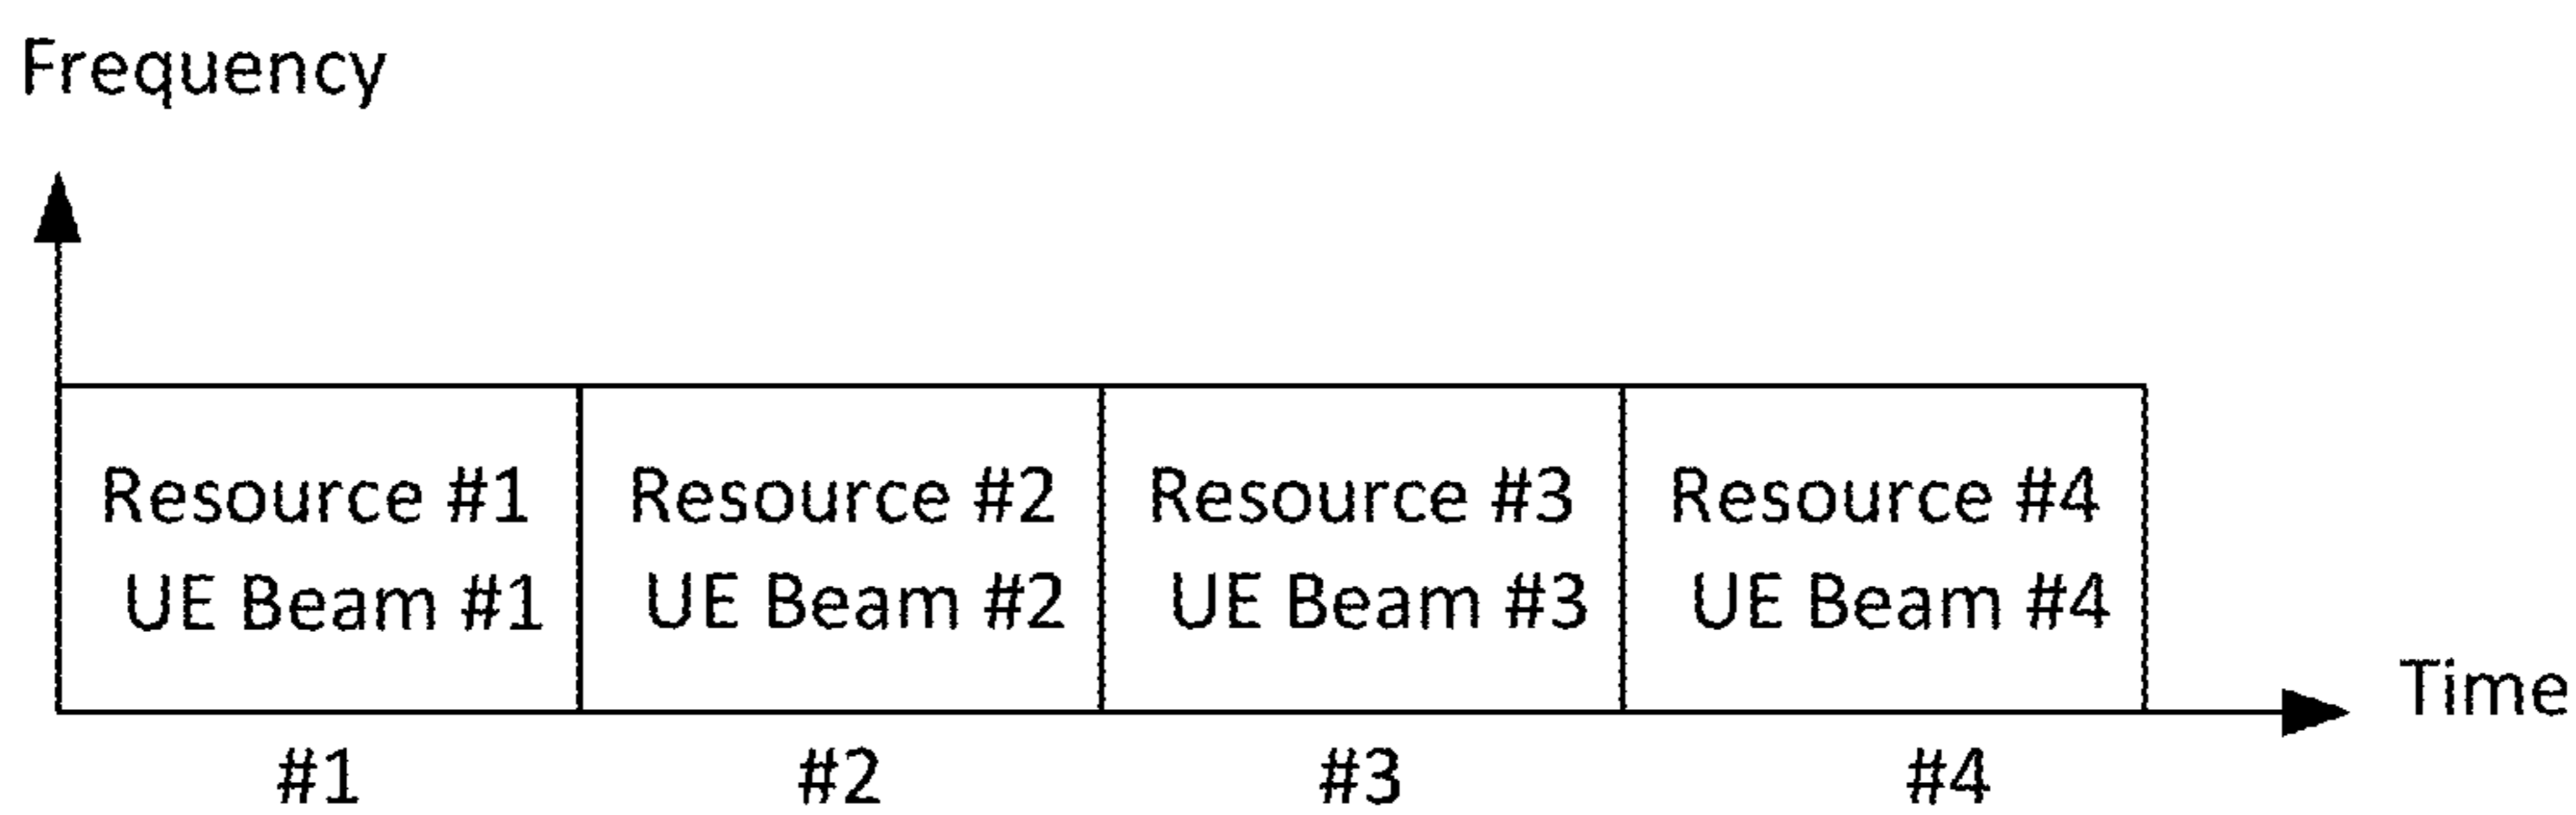 Frequency
Resource #1
UE Beam #1
Resource #2
UE Beam #2
Resource #3
UE Beam #3
Resource #4
UE Beam #4
Time
#1
#2
#3
#4